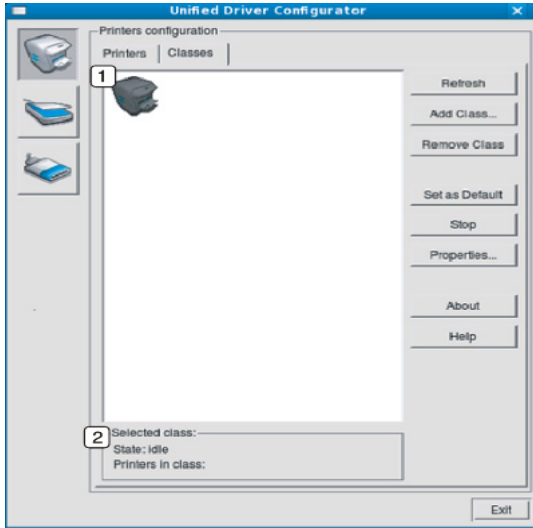 Unified Driver Configurator
Printers configuration
Printers
Classes
1
Refresh
Add Class...
Remove Class
Set as Default
Stop
Properties...
About
Help
2
Selected class:
State: idle
Printers in class:
Exit